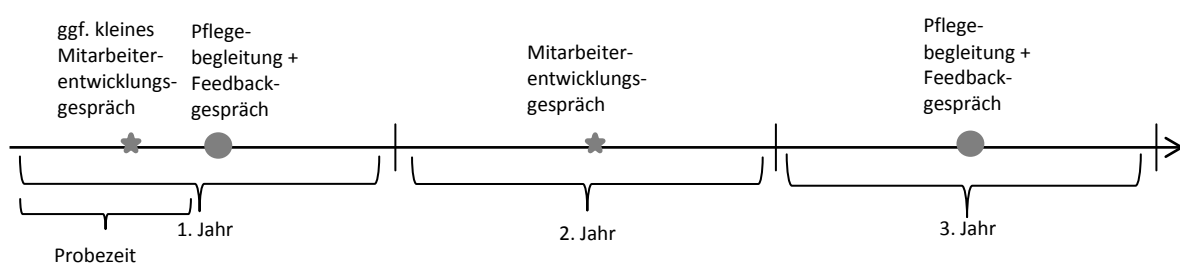 ggf. kleines
Mitarbeiter-
entwicklungs-
gespräch
Pflege-
begleitung +
Feedback-
gespräch
Mitarbeiter-
entwicklungs-
gespräch
Pflege-
begleitung +
Feedback-
gespräch
1. Jahr
2. Jahr
3. Jahr
Probezeit